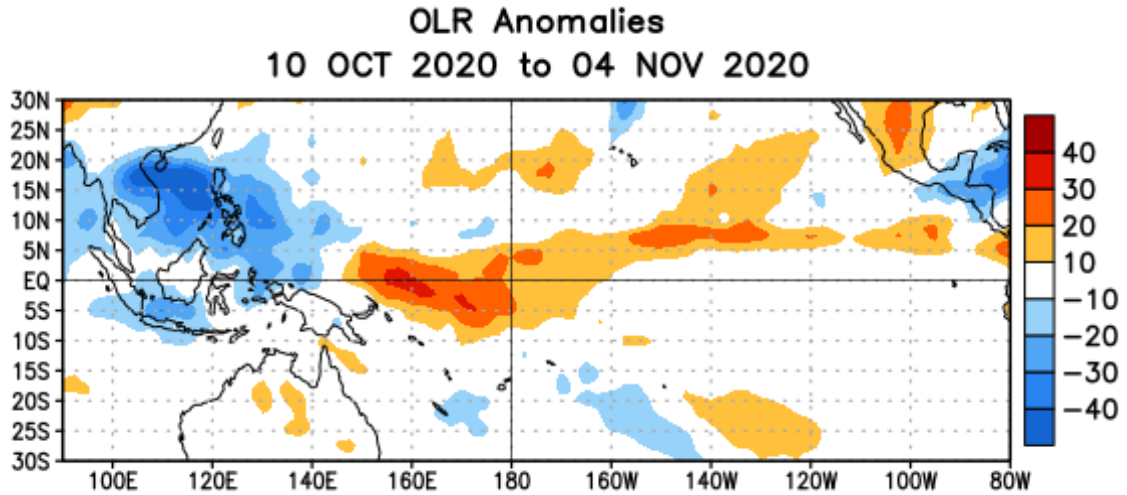 OLR Anomalies
10 OCT 2020 to 04 NOV 2020
30N
25N
20N
15N
10N
5N
EQ
5S
10S
15S
20S
25S
30S
100E 120E 140E 160E 180 160W 140W 120W 100W 80W
40
30
20
10
-10
-20
-30
-40